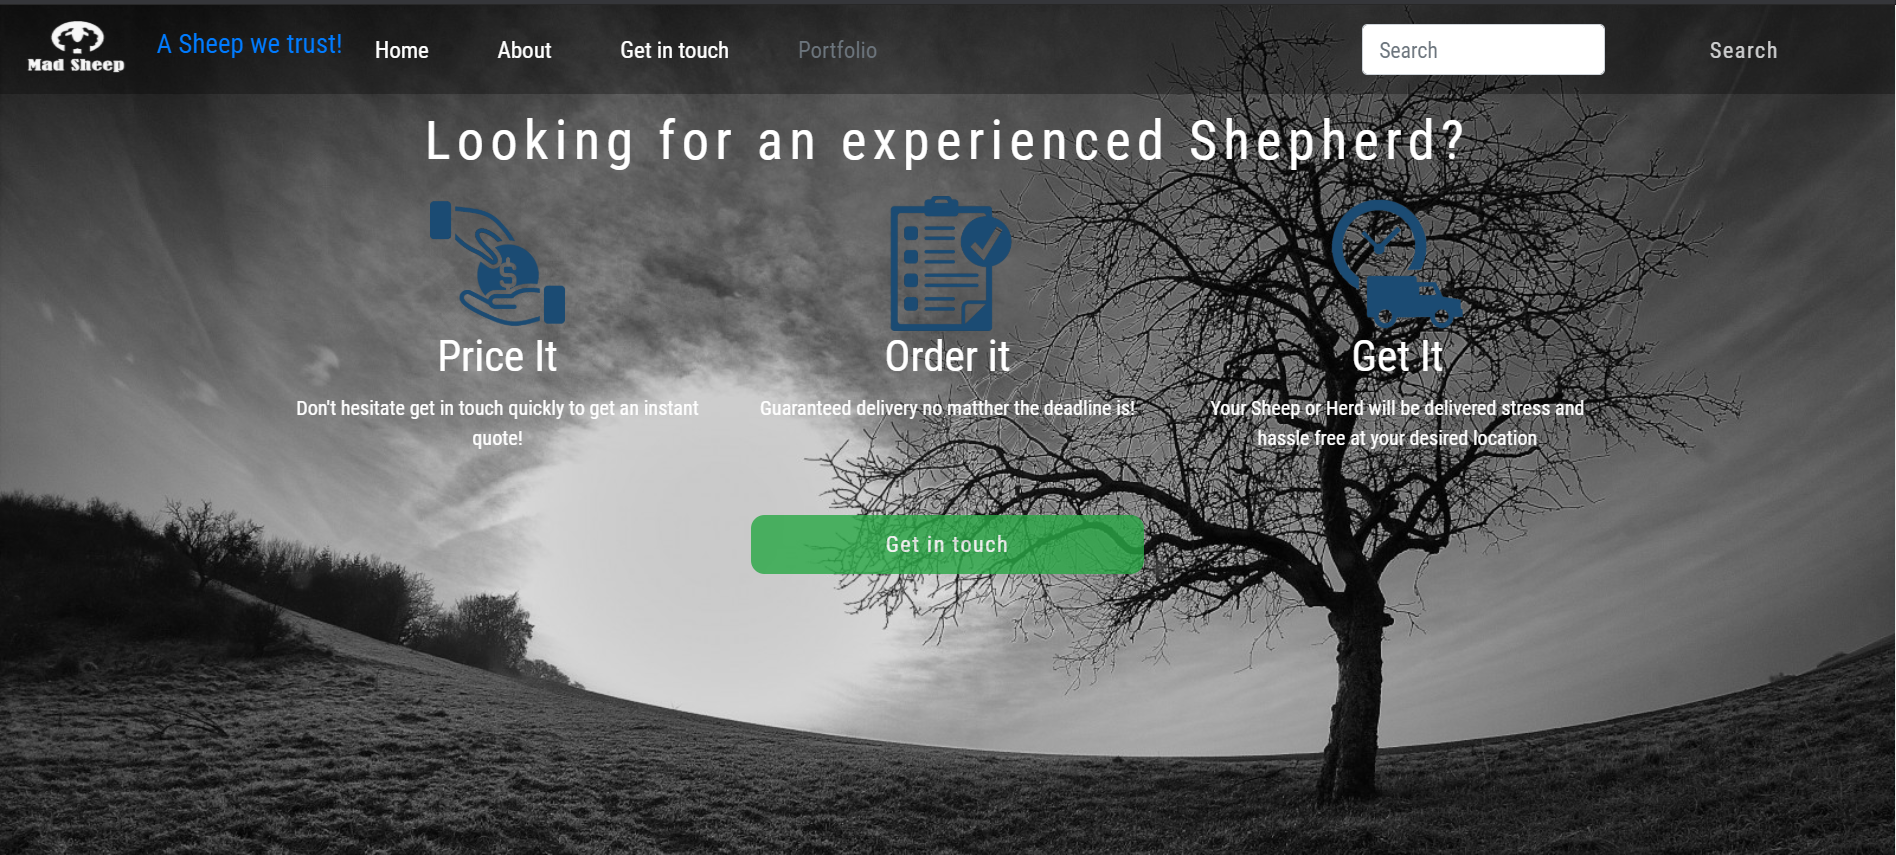 Mad Sheep
A Sheep we trust!
Home
About
Get in touch
Portfolio
Search
Search
Looking for an experienced Shepherd?
$
Price It
Order it
Get It
Don't hesitate get in touch quickly to get an instant
quote!
Guaranteed delivery no matther the deadline is!
Your Sheep or Herd will be delivered stress and
hassle free at your desired location
Get in touch